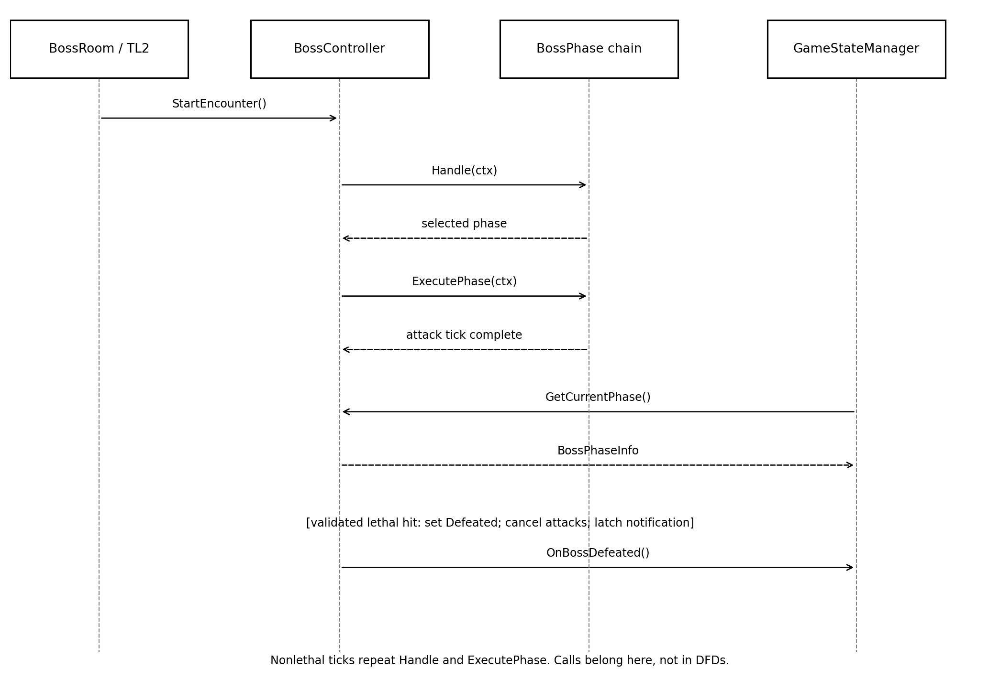 BossRoom / TL2
BossController
BossPhase chain
GameStateManager
StartEncounter()
Handle(ctx)
selected phase
ExecutePhase(ctx)
attack tick complete
GetCurrentPhase()
BossPhaseInfo
[validated lethal hit: set Defeated; cancel attacks; latch notification]
OnBossDefeated()
Nonlethal ticks repeat Handle and ExecutePhase. Calls belong here, not in DFDs.